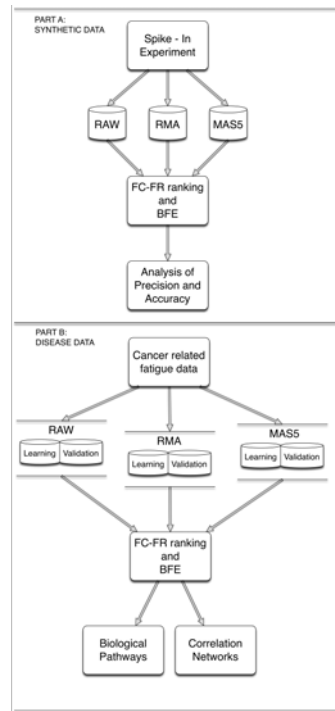 PART A:
SYNTHETIC DATA
Spike - In
Experiment
RAW
RMA
MAS5
FC-FR ranking
and
BFE
Analysis of
Precision and
Accuracy
PART B:
DISEASE DATA
Cancer related
fatigue data
RAW
Learning Validation
RMA
Learning Validation
MAS5
Learning Validation
FC-FR ranking
and
BFE
Biological
Pathways
Correlation
Networks